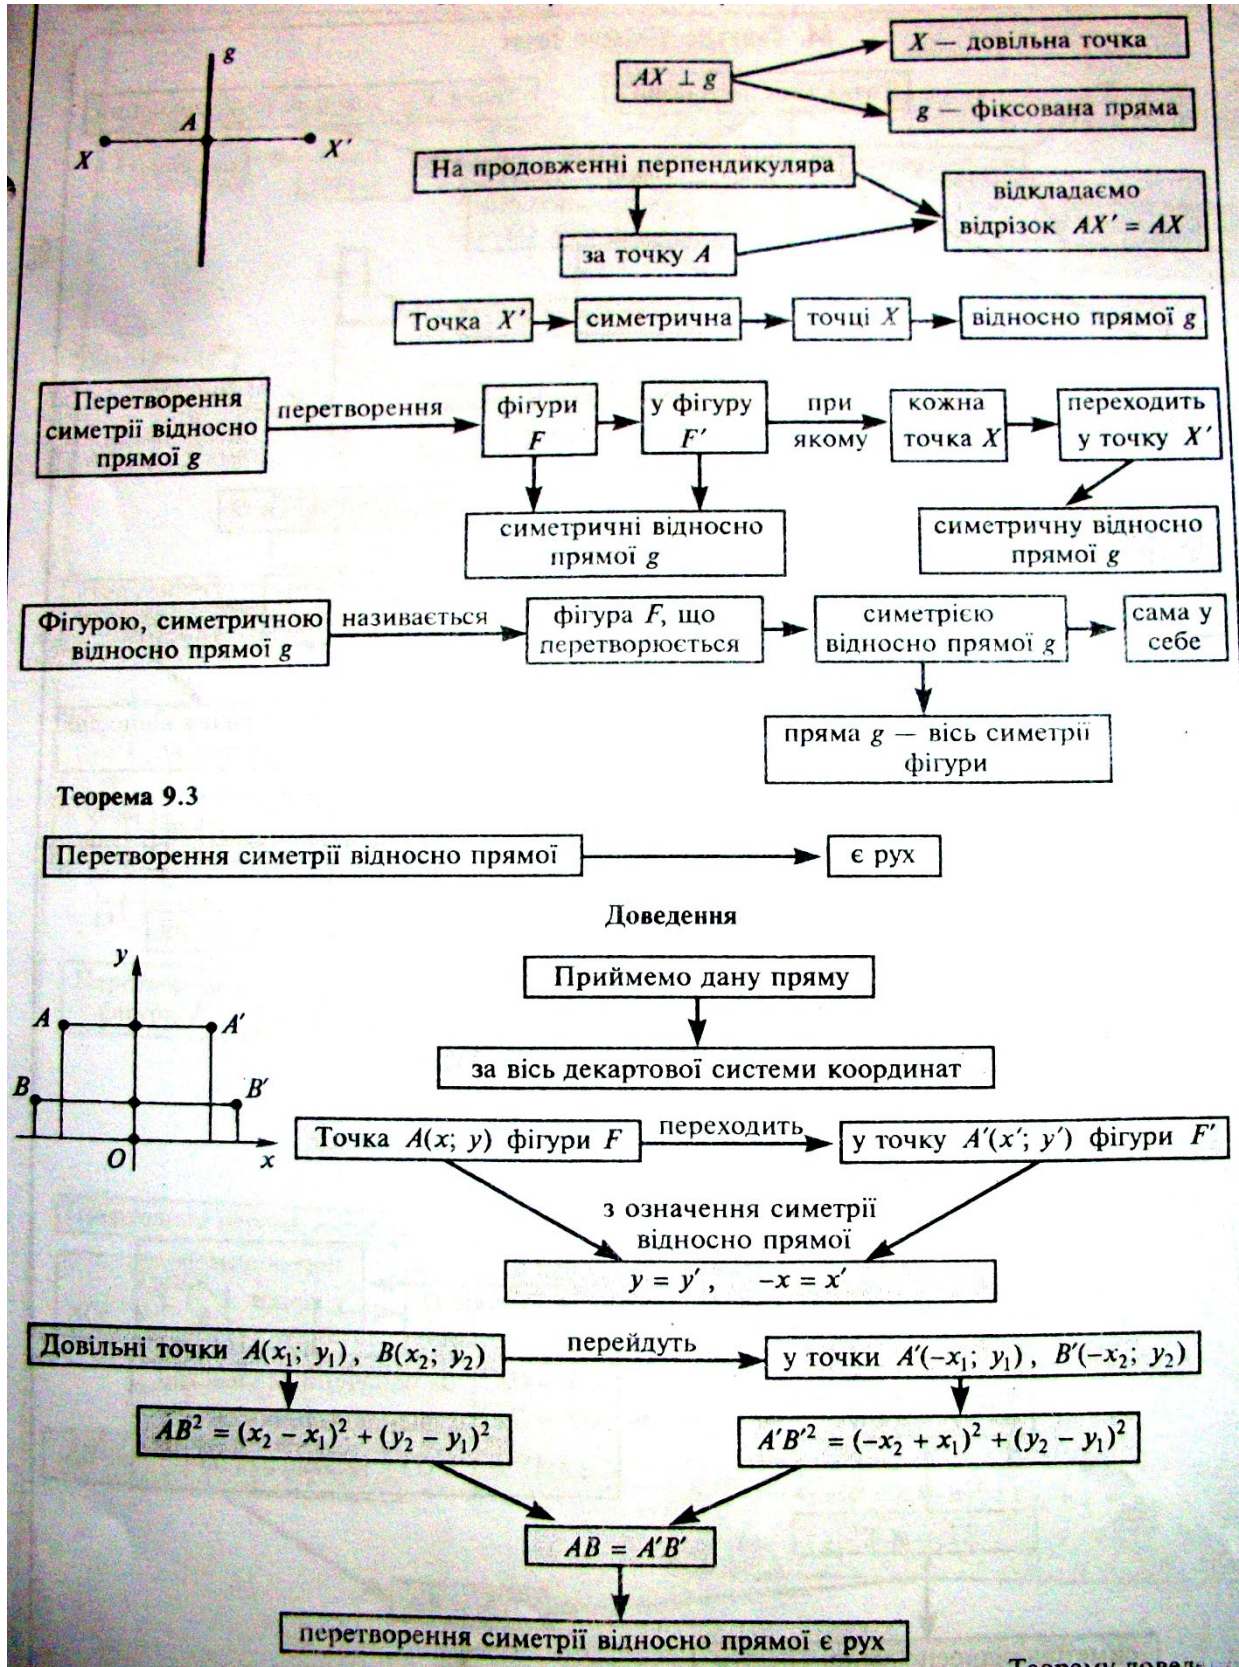 g
A
X
X′
AX ⊥ g
X — довільна точка
g — фіксована пряма
На продовженні перпендикуляра
за точку A
відкладаємо
відрізок AX′ = AX
Точка X′
симетрична
точці X
відносно прямої g
Перетворення
симетрії відносно
прямої g
перетворення
фігури
F
у фігуру
F′
при
якому
кожна
точка X
переходить
у точку X′
симетричні відносно
прямої g
симетричну відносно
прямої g
Фігурою, симетричною
відносно прямої g
називається
фігура F, що
перетворюється
симетрією
відносно прямої g
сама у
себе
пряма g — вісь симетрії
фігури
Теорема 9.3
Перетворення симетрії відносно прямої
є рух
Доведення
y
A
A′
B
B′
O
x
Приймемо дану пряму
за вісь декартової системи координат
Точка A(x; y) фігури F
переходить
у точку A′(x′; y′) фігури F′
з означення симетрії
відносно прямої
y = y′ , −x = x′
Довільні точки A(x₁; y₁) , B(x₂; y₂)
перейдуть
у точки A′(−x₁; y₁) , B′(−x₂; y₂)
AB² = (x₂ − x₁)² + (y₂ − y₁)²
A′B′² = (−x₂ + x₁)² + (y₂ − y₁)²
AB = A′B′
перетворення симетрії відносно прямої є рух